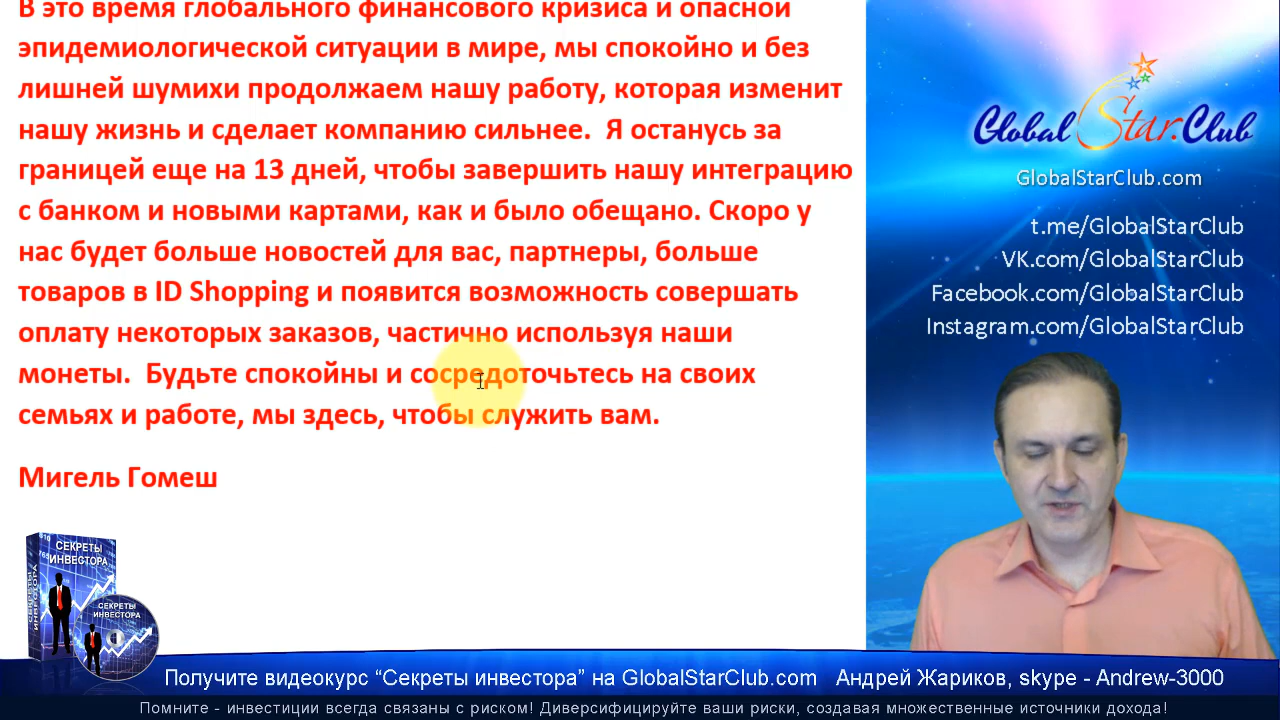 В это время глобального финансового кризиса и опасной
эпидемиологической ситуации в мире, мы спокойно и без
лишней шумихи продолжаем нашу работу, которая изменит
нашу жизнь и сделает компанию сильнее.  Я останусь за
границей еще на 13 дней, чтобы завершить нашу интеграцию
с банком и новыми картами, как и было обещано. Скоро у
нас будет больше новостей для вас, партнеры, больше
товаров в ID Shopping и появится возможность совершать
оплату некоторых заказов, частично используя наши
монеты.  Будьте спокойны и сосредоточьтесь на своих
семьях и работе, мы здесь, чтобы служить вам.
Мигель Гомеш
Global Star.Club
GlobalStarClub.com
t.me/GlobalStarClub
VK.com/GlobalStarClub
Facebook.com/GlobalStarClub
Instagram.com/GlobalStarClub
СЕКРЕТЫ
ИНВЕСТОРА
СЕКРЕТЫ ИНВЕСТОРА
СЕКРЕТЫ
ИНВЕСТОРА
Получите видеокурс “Секреты инвестора” на GlobalStarClub.com   Андрей Жариков, skype - Andrew-3000
Помните - инвестиции всегда связаны с риском! Диверсифицируйте ваши риски, создавая множественные источники дохода!